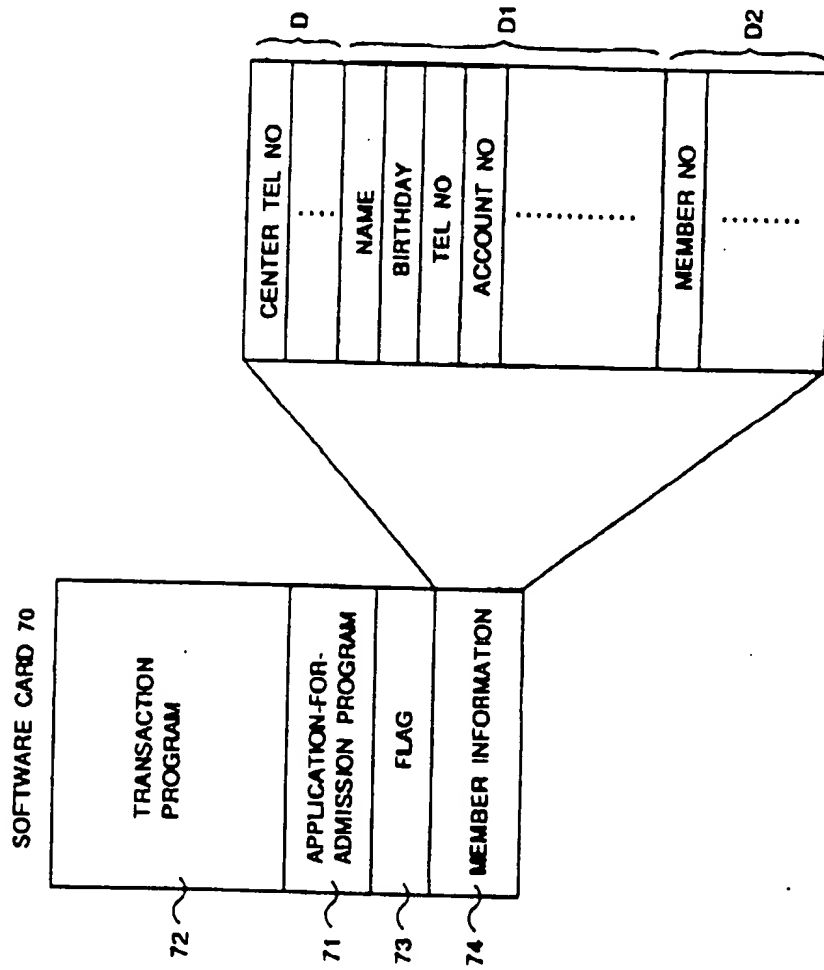 SOFTWARE CARD 70
72
TRANSACTION
PROGRAM
71
APPLICATION-FOR-
ADMISSION PROGRAM
73
FLAG
74
MEMBER INFORMATION
CENTER TEL NO
.....
D
NAME
BIRTHDAY
TEL NO
ACCOUNT NO
............
D1
MEMBER NO
........
D2